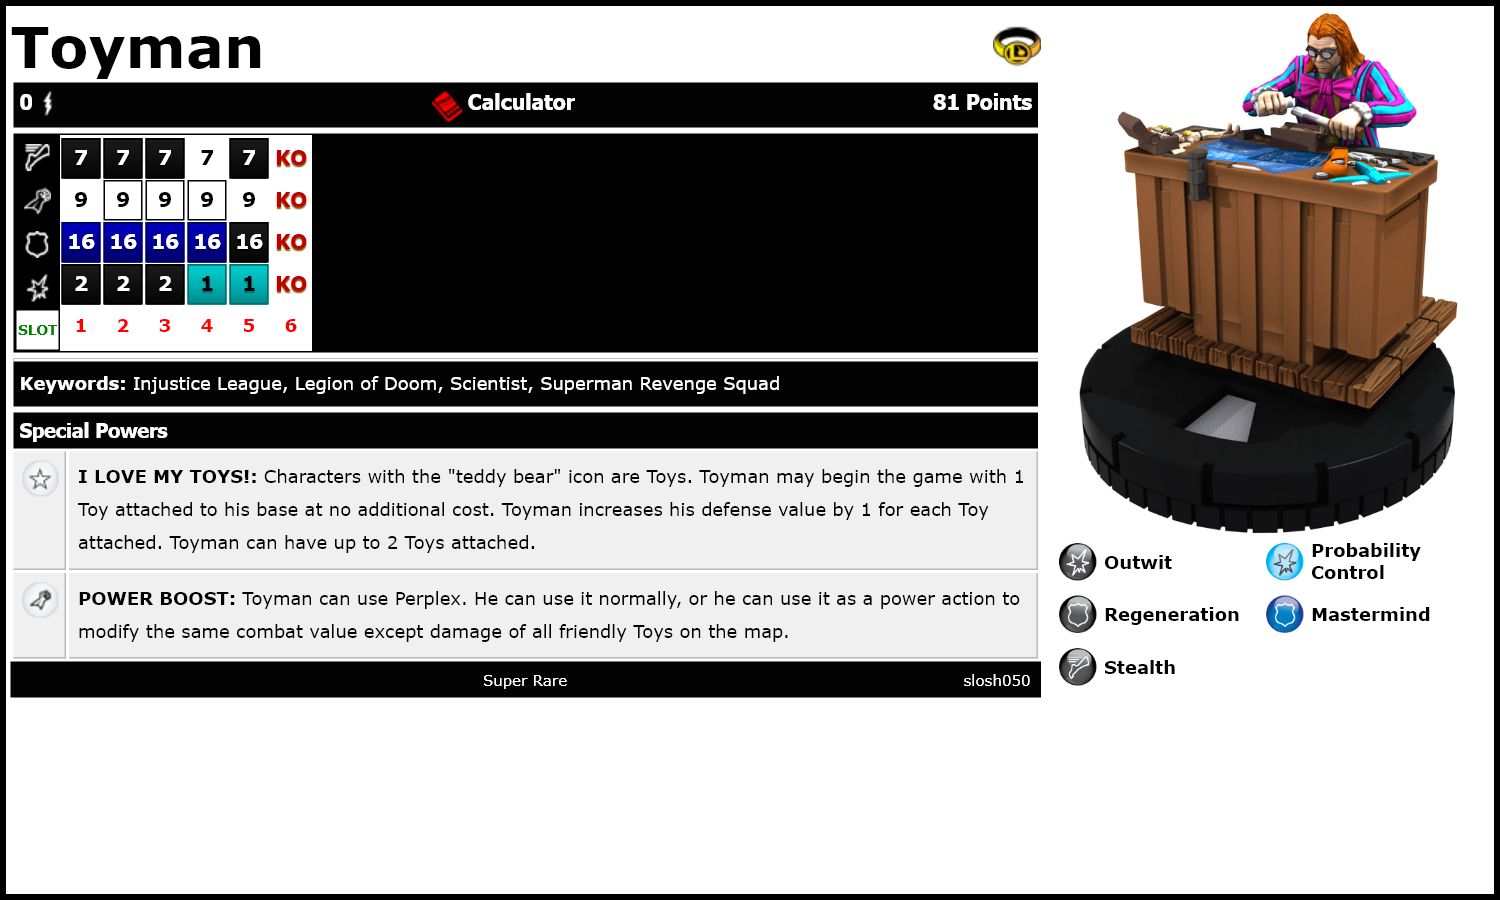 Toyman
0 Calculator 81 Points
7 7 7 7 7 KO
9 9 9 9 9 KO
16 16 16 16 16 KO
2 2 2 1 1 KO
SLOT 1 2 3 4 5 6
Keywords: Injustice League, Legion of Doom, Scientist, Superman Revenge Squad
Special Powers
I LOVE MY TOYS!: Characters with the "teddy bear" icon are Toys. Toyman may begin the game with 1
Toy attached to his base at no additional cost. Toyman increases his defense value by 1 for each Toy
attached. Toyman can have up to 2 Toys attached.
POWER BOOST: Toyman can use Perplex. He can use it normally, or he can use it as a power action to
modify the same combat value except damage of all friendly Toys on the map.
Super Rare slosh050
Outwit
Probability
Control
Regeneration
Mastermind
Stealth